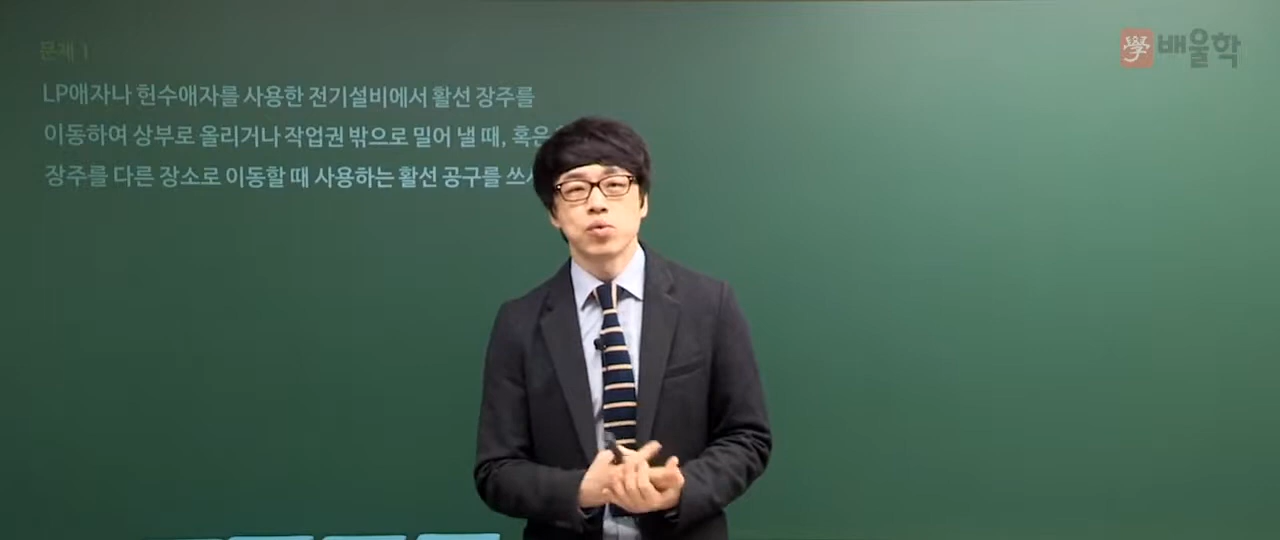 문제 1
學 배울학
LP애자나 현수애자를 사용한 전기설비에서 활선 장주를
이동하여 상부로 올리거나 작업권 밖으로 밀어 낼 때, 혹은
장주를 다른 장소로 이동할 때 사용하는 활선 공구를